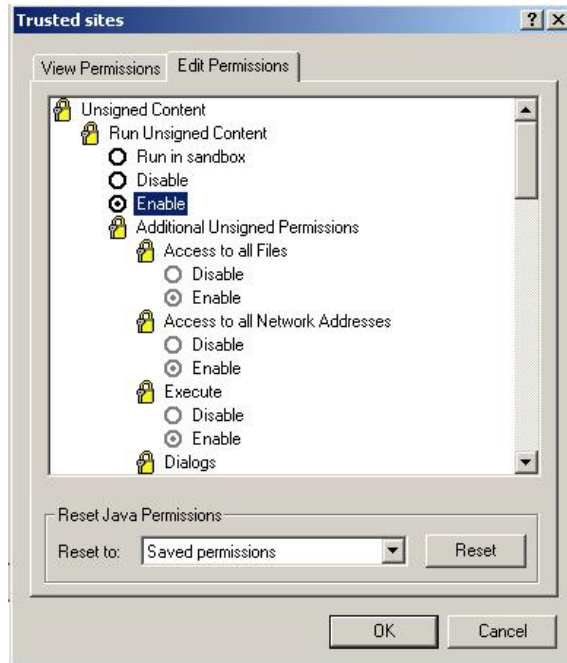 Trusted sites
View Permissions Edit Permissions
Unsigned Content
Run Unsigned Content
Run in sandbox
Disable
Enable
Additional Unsigned Permissions
Access to all Files
Disable
Enable
Access to all Network Addresses
Disable
Enable
Execute
Disable
Enable
Dialogs
Reset Java Permissions
Reset to: Saved permissions Reset
OK Cancel